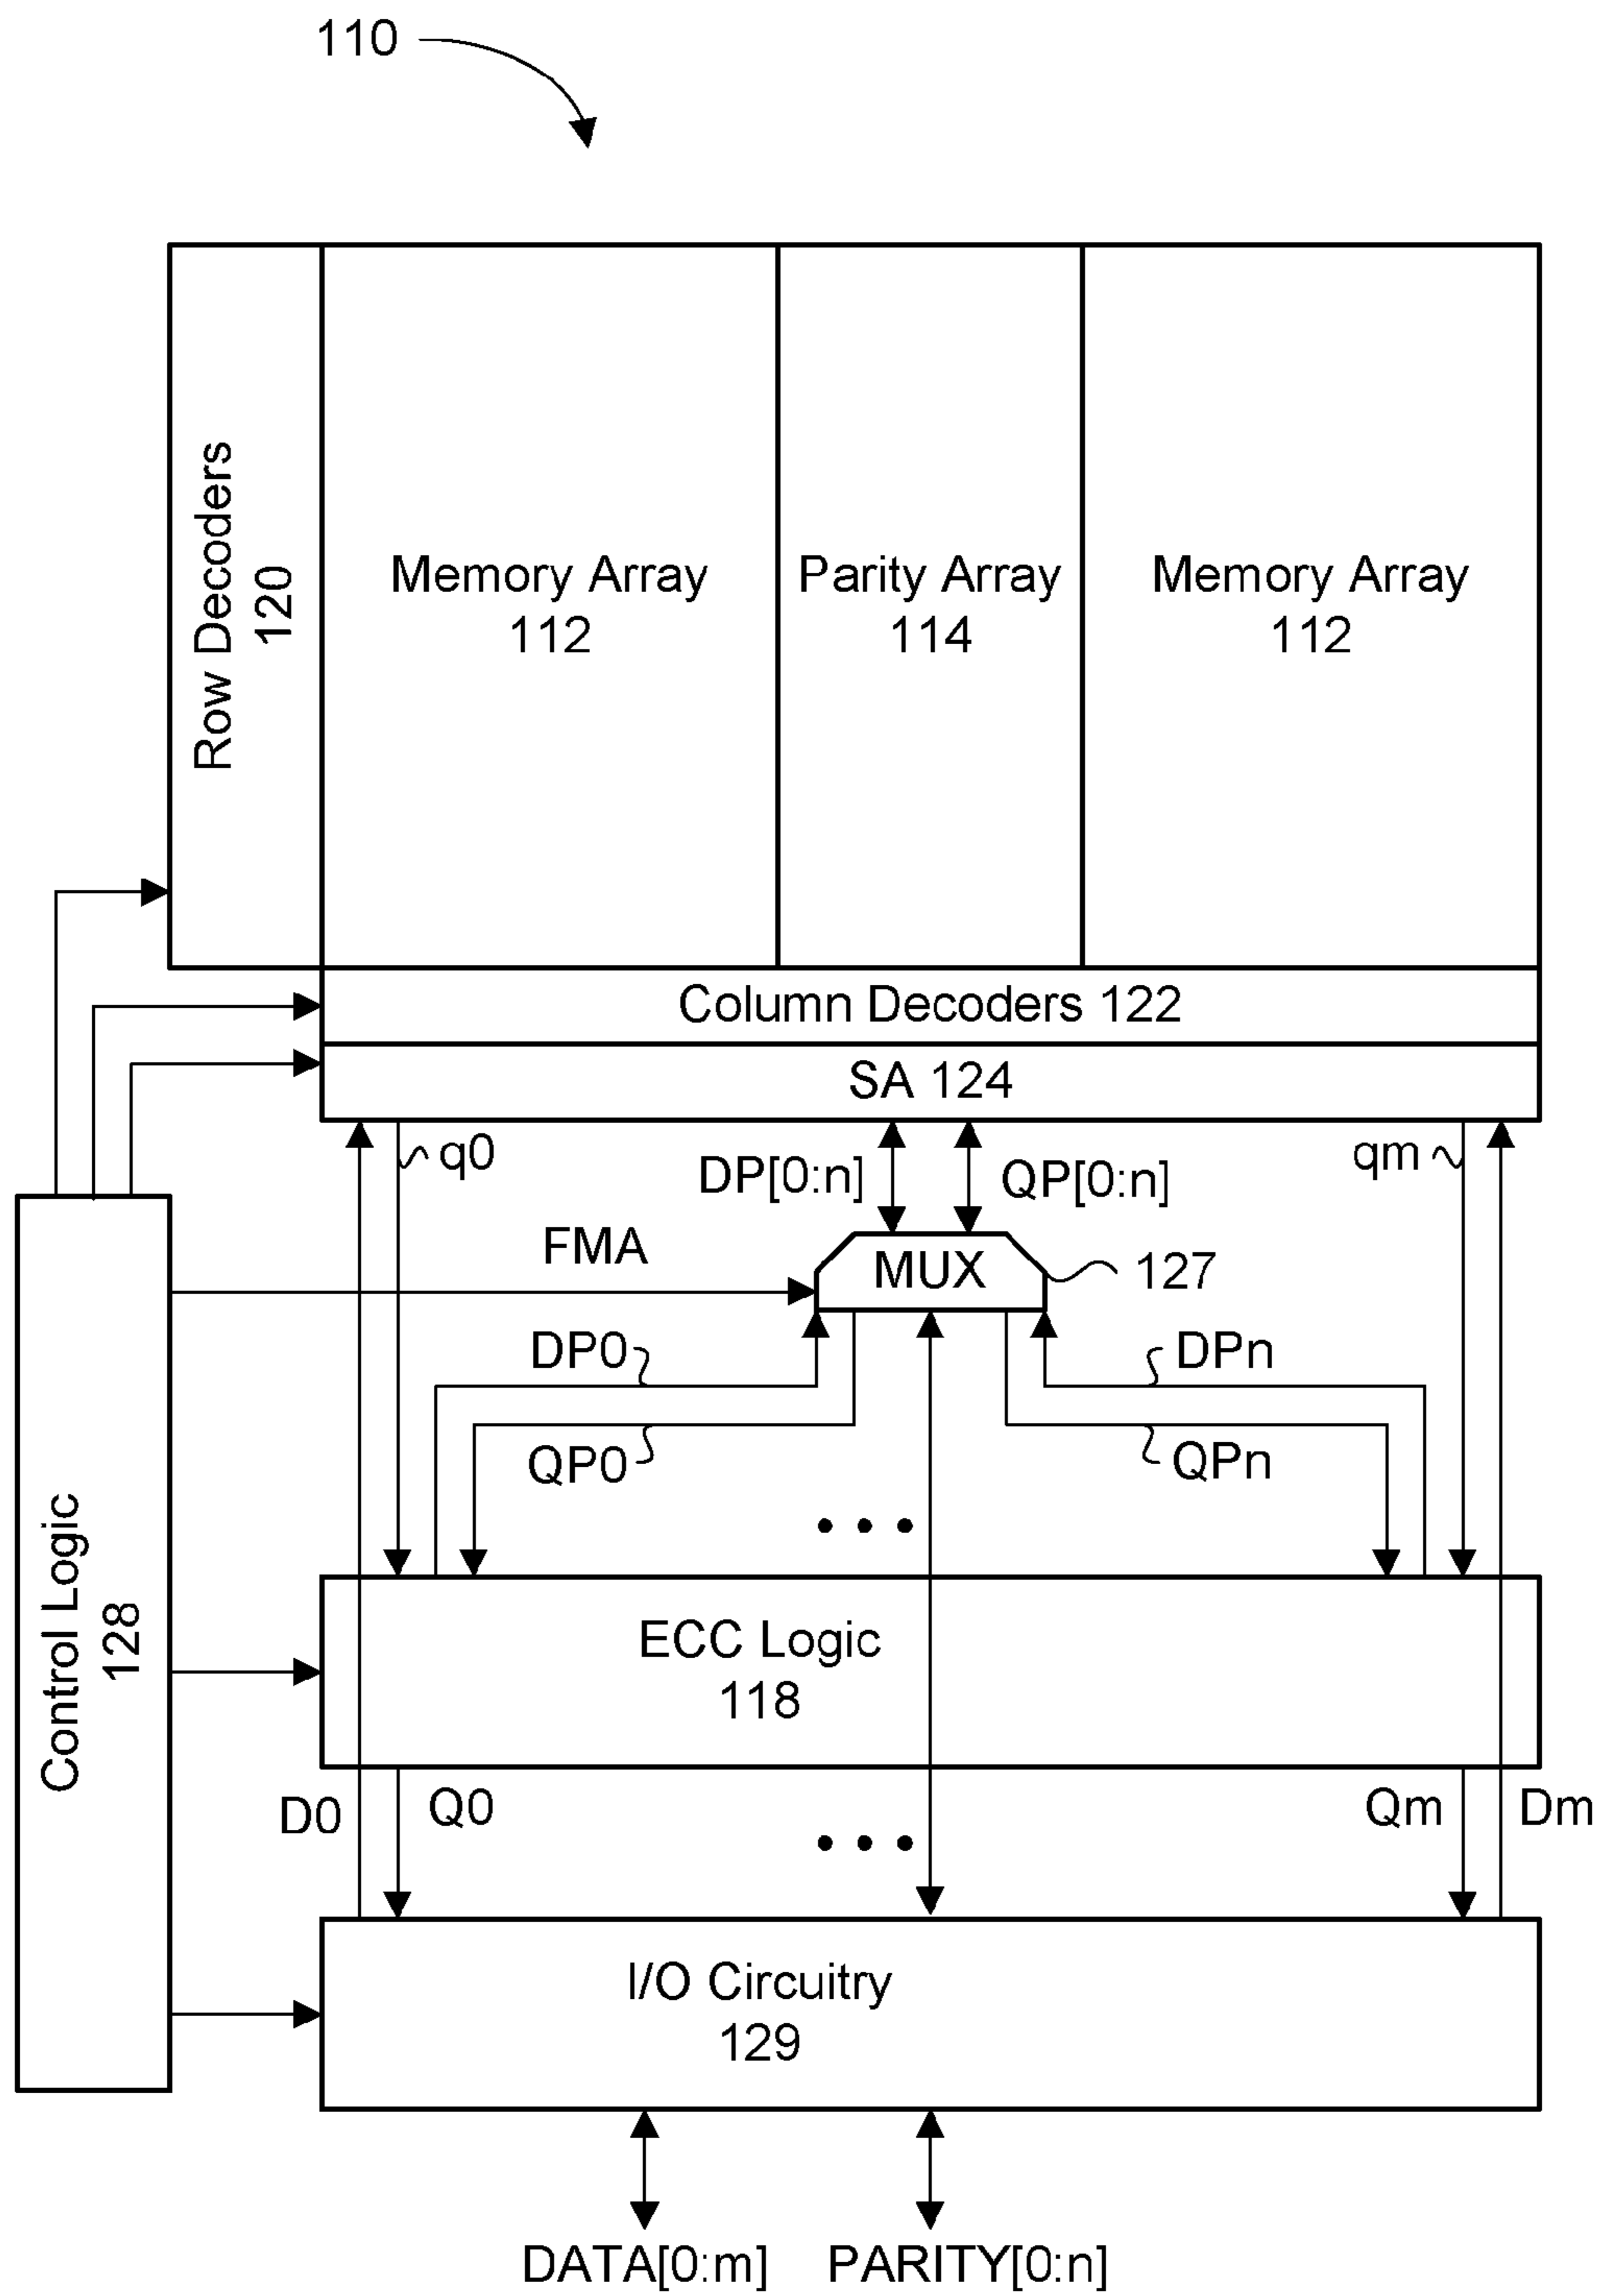 110
Row Decoders
120
Memory Array
112
Parity Array
114
Memory Array
112
Column Decoders 122
SA 124
q0
DP[0:n]
QP[0:n]
qm
FMA
MUX
127
DP0
DPn
QP0
QPn
Control Logic
128
ECC Logic
118
D0
Q0
Qm
Dm
I/O Circuitry
129
DATA[0:m]
PARITY[0:n]